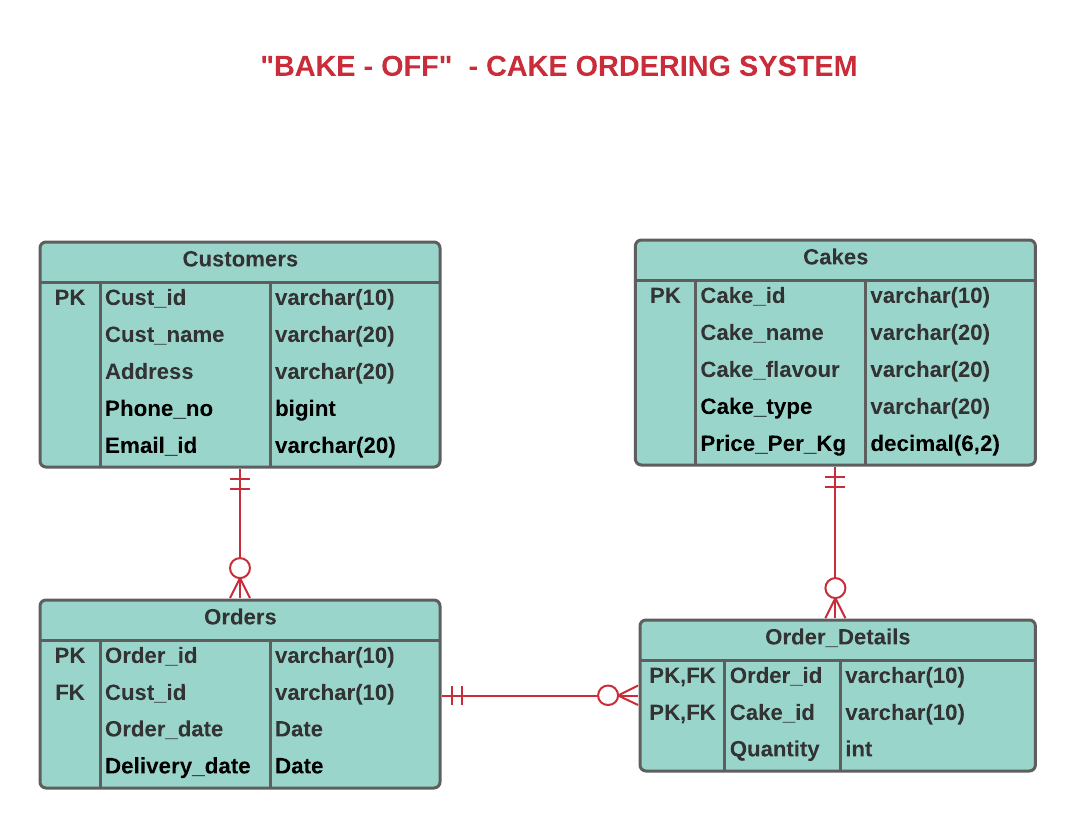 "BAKE - OFF"  - CAKE ORDERING SYSTEM
Customers
PK Cust_id varchar(10)
Cust_name varchar(20)
Address varchar(20)
Phone_no bigint
Email_id varchar(20)
Cakes
PK Cake_id varchar(10)
Cake_name varchar(20)
Cake_flavour varchar(20)
Cake_type varchar(20)
Price_Per_Kg decimal(6,2)
Orders
PK Order_id varchar(10)
FK Cust_id varchar(10)
Order_date Date
Delivery_date Date
Order_Details
PK,FK Order_id varchar(10)
PK,FK Cake_id varchar(10)
Quantity int